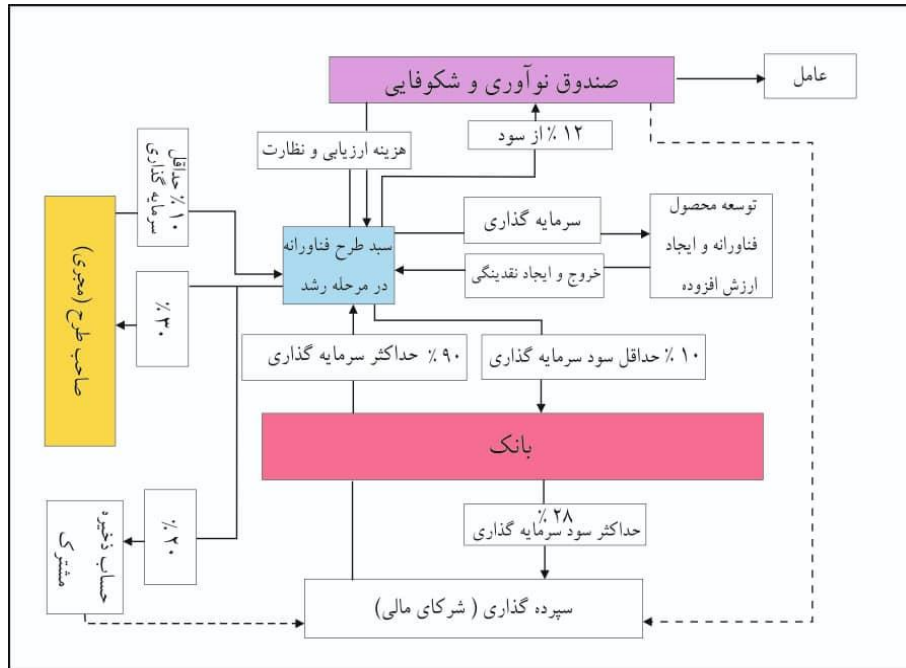 صندوق نوآوری و شکوفایی
عامل
هزینه ارزیابی و نظارت
۱۲ ٪ از سود
۱۰ ٪ حداقل
سرمایه گذاری
صاحب طرح (مجری)
۳۰ ٪
سبد طرح فناورانه
در مرحله رشد
سرمایه گذاری
خروج و ایجاد نقدینگی
توسعه محصول
فناورانه و ایجاد
ارزش افزوده
۹۰ ٪ حداکثر سرمایه گذاری
۱۰ ٪ حداقل سود سرمایه گذاری
بانک
۲۸ ٪
حداکثر سود سرمایه گذاری
۲۰ ٪
حساب ذخیره
مشترک
سپرده گذاری ( شرکای مالی)